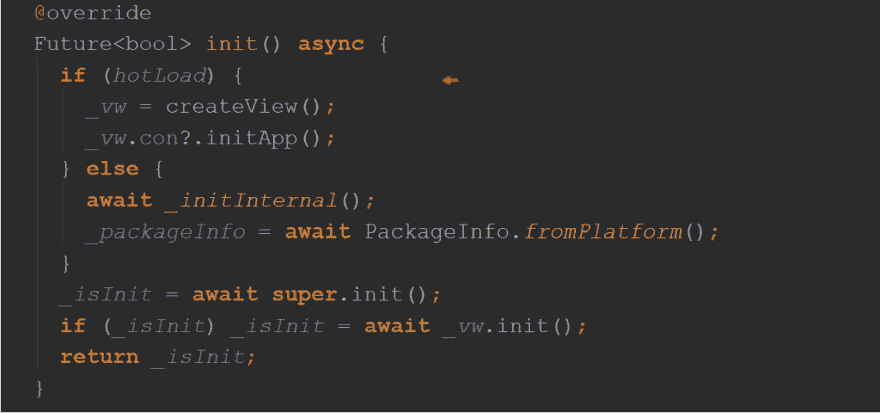 @override
Future<bool> init() async {
  if (hotLoad) {
    _vw = createView();
    _vw.con?.initApp();
  } else {
    await _initInternal();
    _packageInfo = await PackageInfo.fromPlatform();
  }
  _isInit = await super.init();
  if (_isInit) _isInit = await _vw.init();
  return _isInit;
}